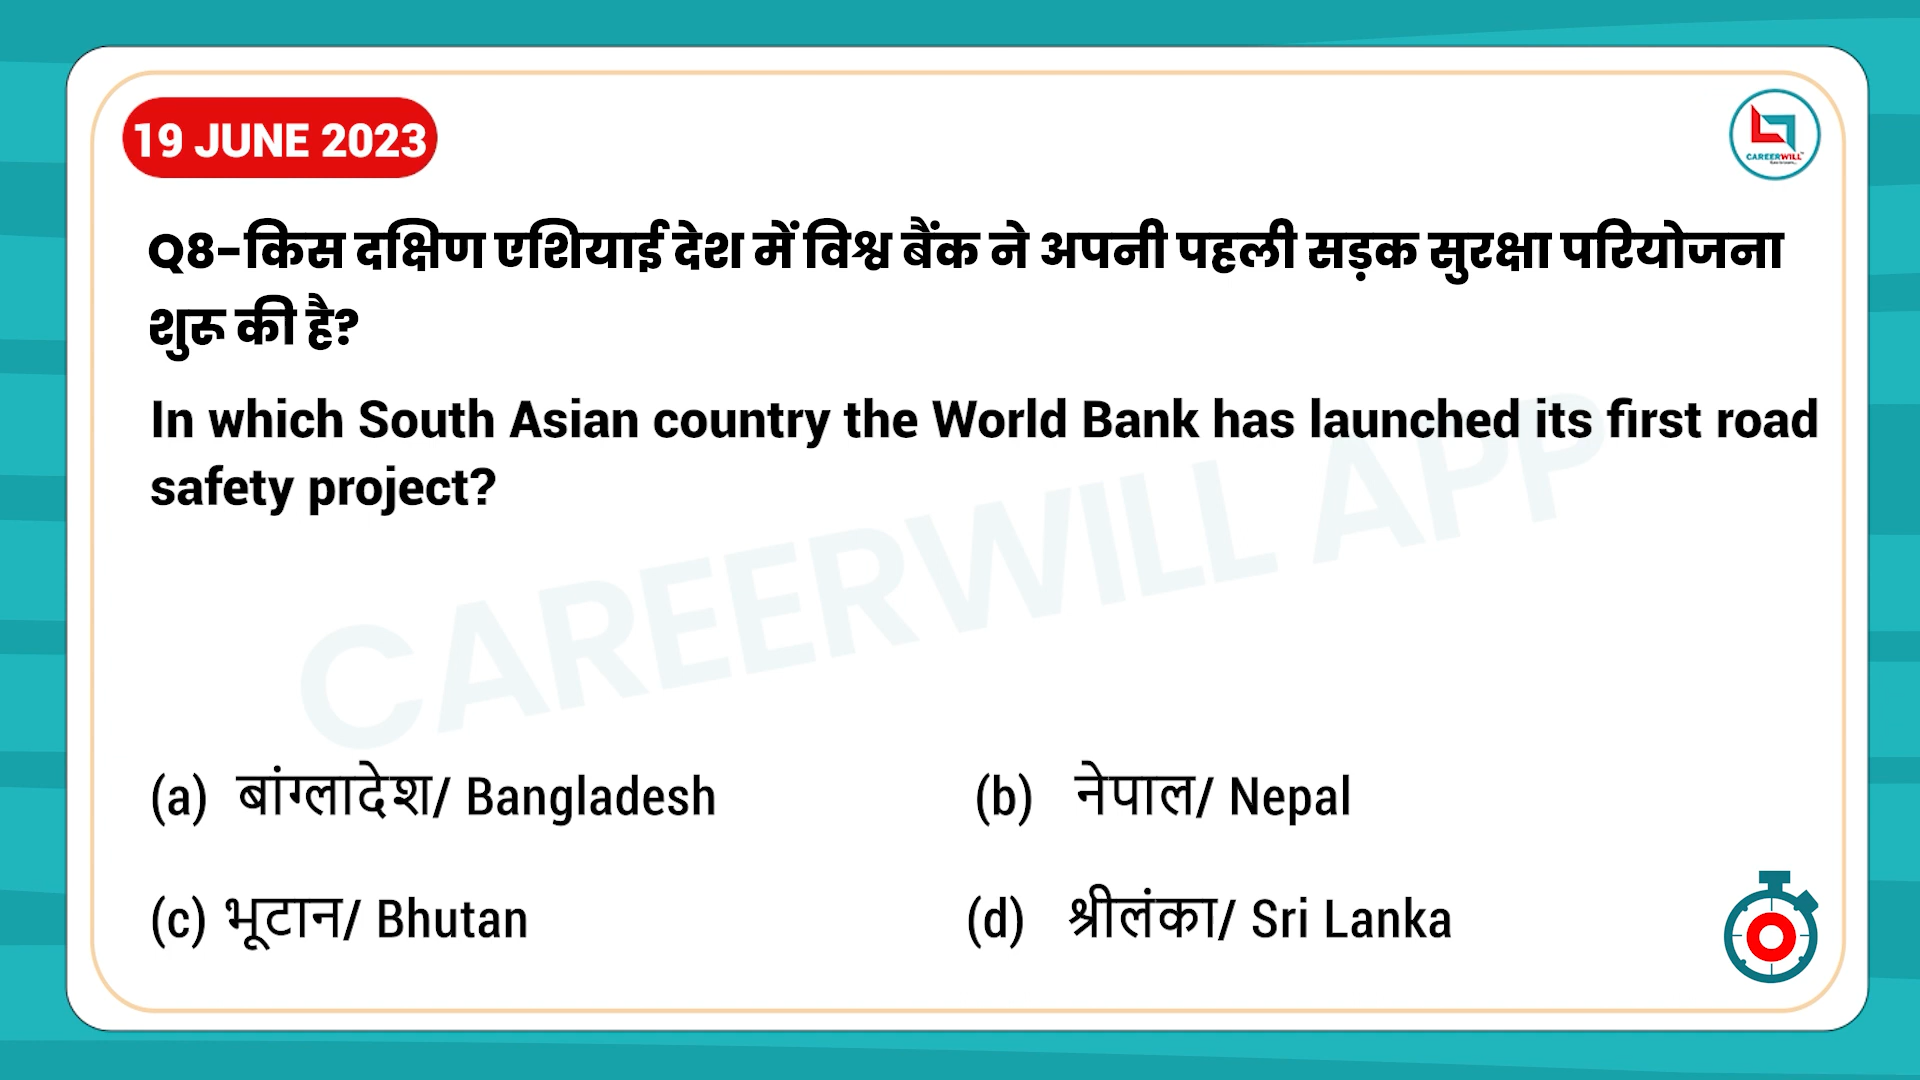 19 JUNE 2023
CAREERWILL
Q8-किस दक्षिण एशियाई देश में विश्व बैंक ने अपनी पहली सड़क सुरक्षा परियोजना
शुरू की है?
In which South Asian country the World Bank has launched its first road
safety project?
CAREERWILL APP
(a) बांग्लादेश/ Bangladesh
(b) नेपाल/ Nepal
(c) भूटान/ Bhutan
(d) श्रीलंका/ Sri Lanka